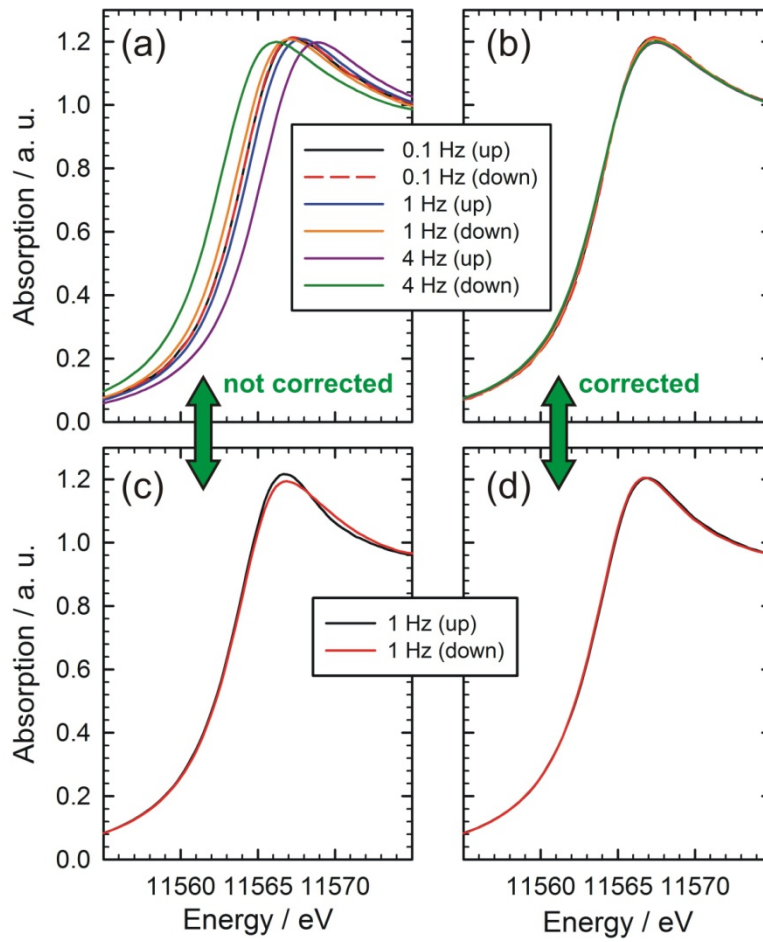 (a)
(b)
1.2
1.0
0.8
0.6
0.4
0.2
0.0
Absorption / a. u.
0.1 Hz (up)
0.1 Hz (down)
1 Hz (up)
1 Hz (down)
4 Hz (up)
4 Hz (down)
not corrected
corrected
(c)
(d)
1.2
1.0
0.8
0.6
0.4
0.2
0.0
Absorption / a. u.
1 Hz (up)
1 Hz (down)
11560 11565 11570
11560 11565 11570
Energy / eV
Energy / eV